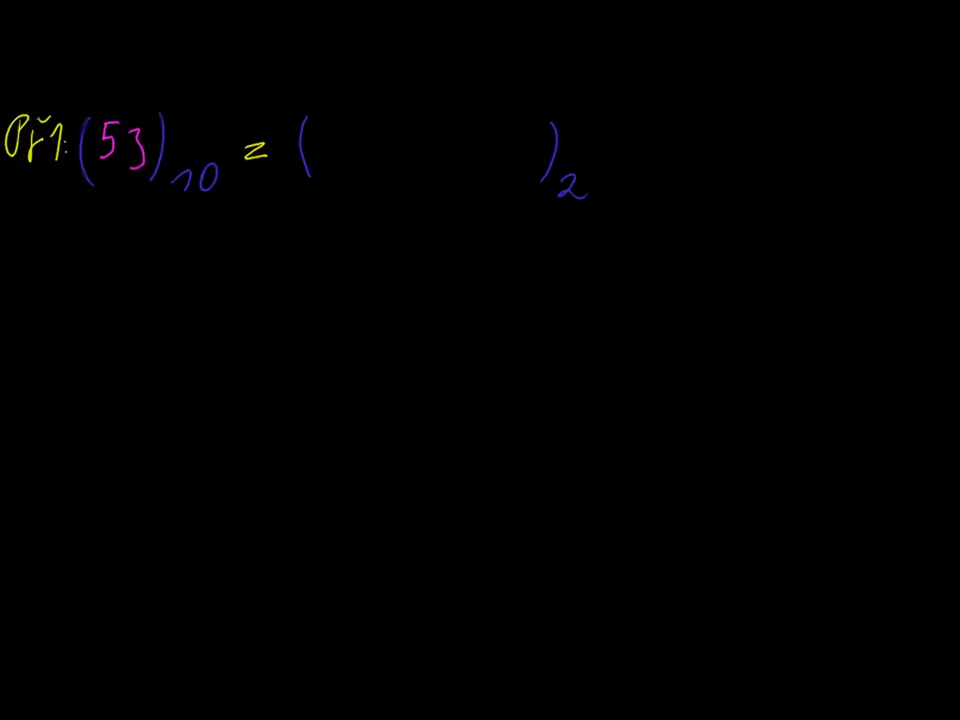 Př1: (53)₁₀ = ( )₂